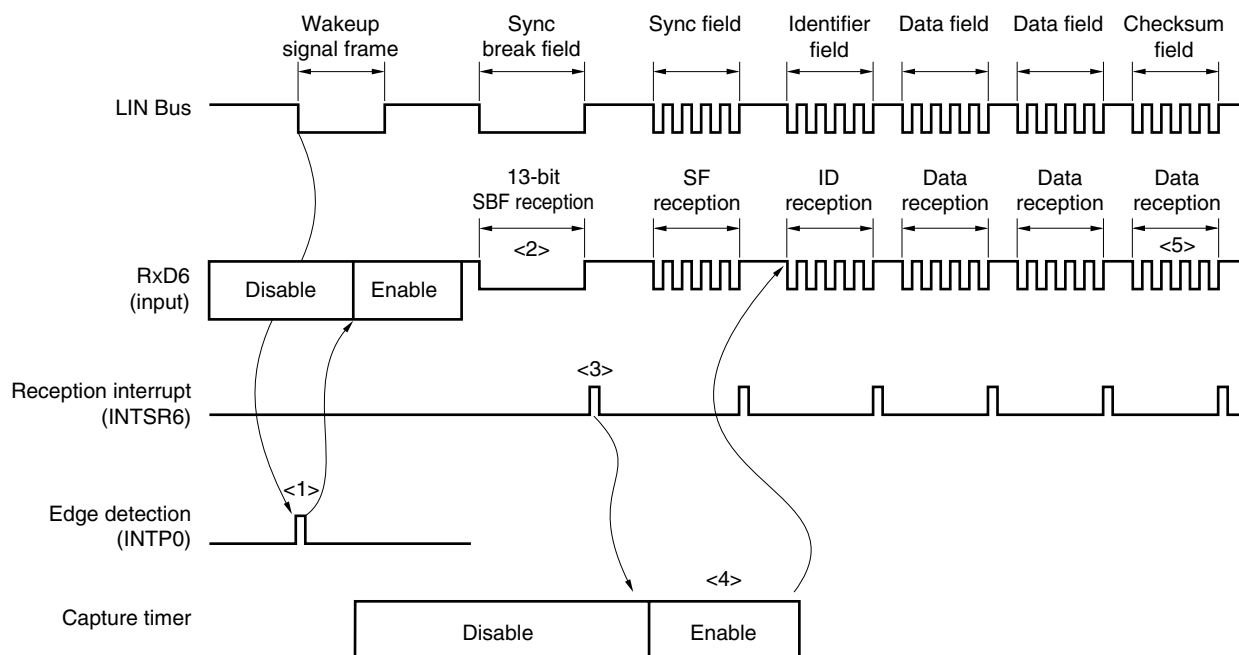 Wakeup
signal frame
Sync
break field
Sync field
Identifier
field
Data field
Data field
Checksum
field
LIN Bus
13-bit
SBF reception
SF
reception
ID
reception
Data
reception
Data
reception
Data
reception
<2>
<5>
RxD6
(input)
Disable
Enable
Reception interrupt
(INTSR6)
<3>
Edge detection
(INTP0)
<1>
Capture timer
Disable
Enable
<4>